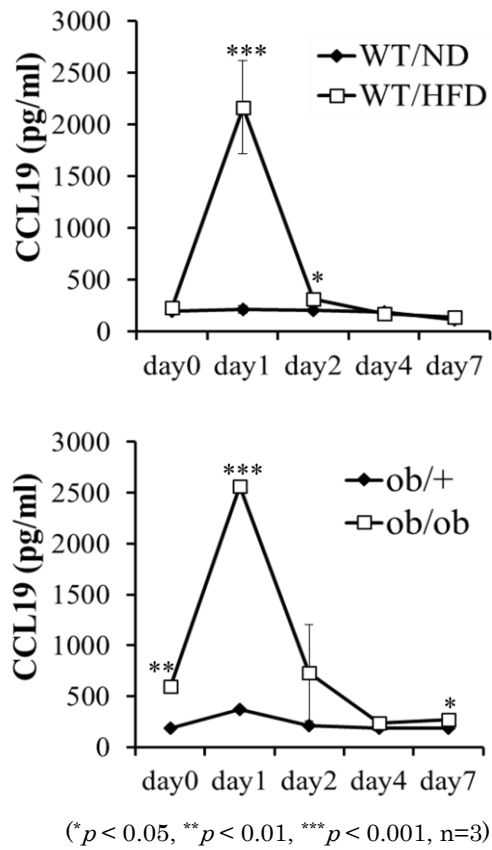 ***
WT/ND
WT/HFD
CCL19 (pg/ml)
3000
2500
2000
1500
1000
500
0
*
day0 day1 day2 day4 day7
***
ob/+
ob/ob
CCL19 (pg/ml)
3000
2500
2000
1500
1000
500
0
**
*
day0 day1 day2 day4 day7
(*p < 0.05, **p < 0.01, ***p < 0.001, n=3)